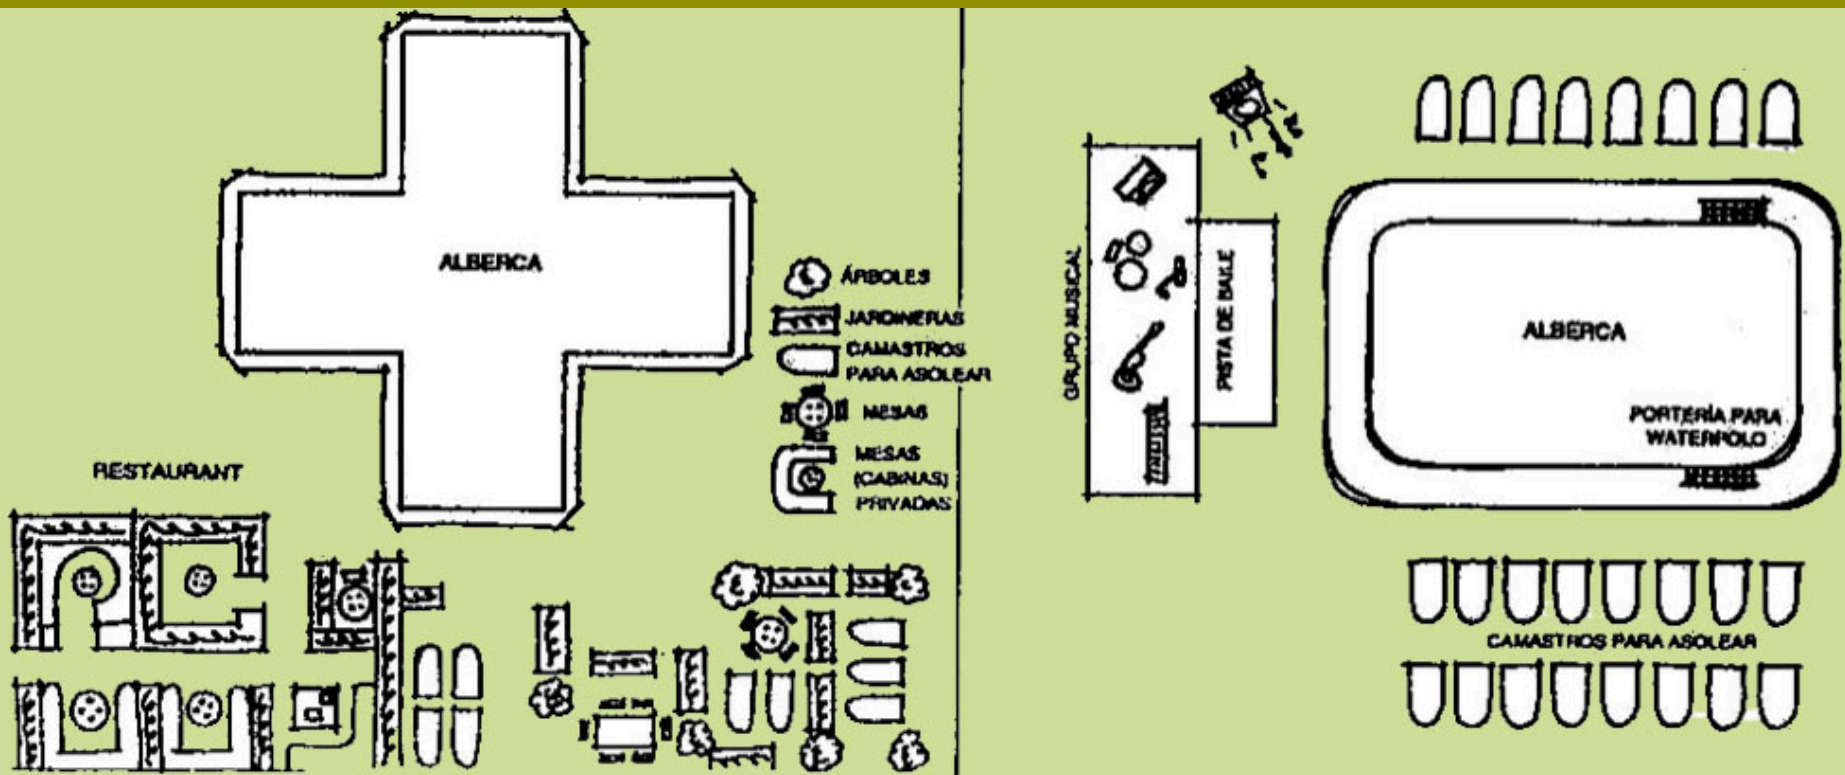 ALBERCA
ÁRBOLES
JARDINERAS
CAMASTROS
PARA ASOLEAR
MESAS
MESAS
(CABINAS)
PRIVADAS
RESTAURANT
GRUPO MUSICAL
PISTA DE BAILE
ALBERCA
PORTERÍA PARA
WATERPOLO
CAMASTROS PARA ASOLEAR